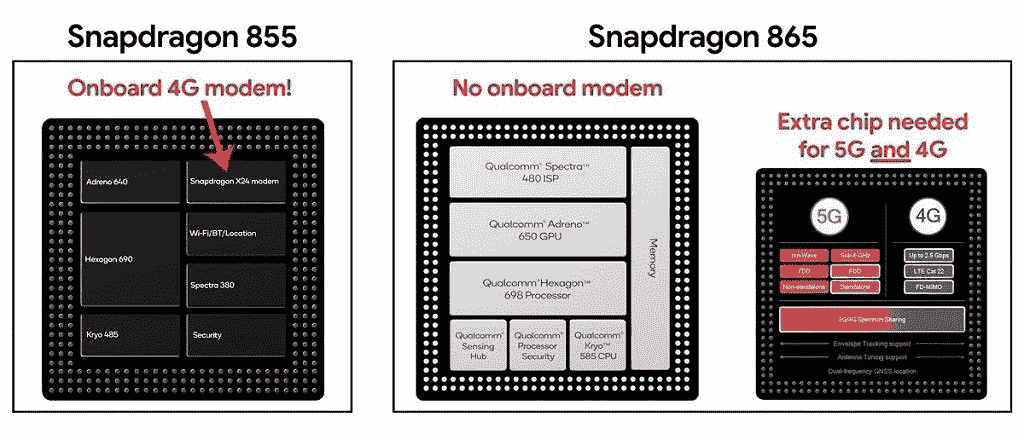 Snapdragon 855
Onboard 4G modem!
Adreno 640
Snapdragon X24 modem
Hexagon 690
Wi-Fi/BT/Location
Spectra 380
Kryo 485
Security
Snapdragon 865
No onboard modem
Qualcomm® Spectra™
480 ISP
Qualcomm® Adreno™
650 GPU
Qualcomm® Hexagon™
698 Processor
Qualcomm®
Sensing
Hub
Qualcomm®
Processor
Security
Qualcomm®
Kryo™
585 CPU
Memory
Extra chip needed
for 5G and 4G
5G
4G
mmWave
Sub-6 GHz
TDD
FDD
Non-standalone
Standalone
Up to 2.5 Gbps
LTE Cat 22
FD-MIMO
5G/4G Spectrum Sharing
Envelope Tracking support
Antenna Tuning support
Dual-frequency GNSS location